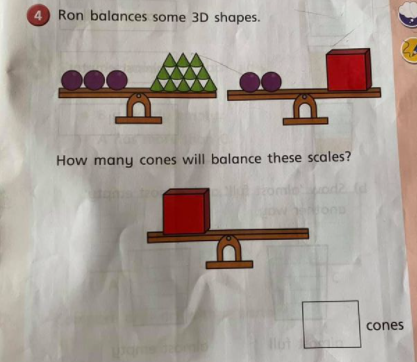 4 Ron balances some 3D shapes.
How many cones will balance these scales?
cones